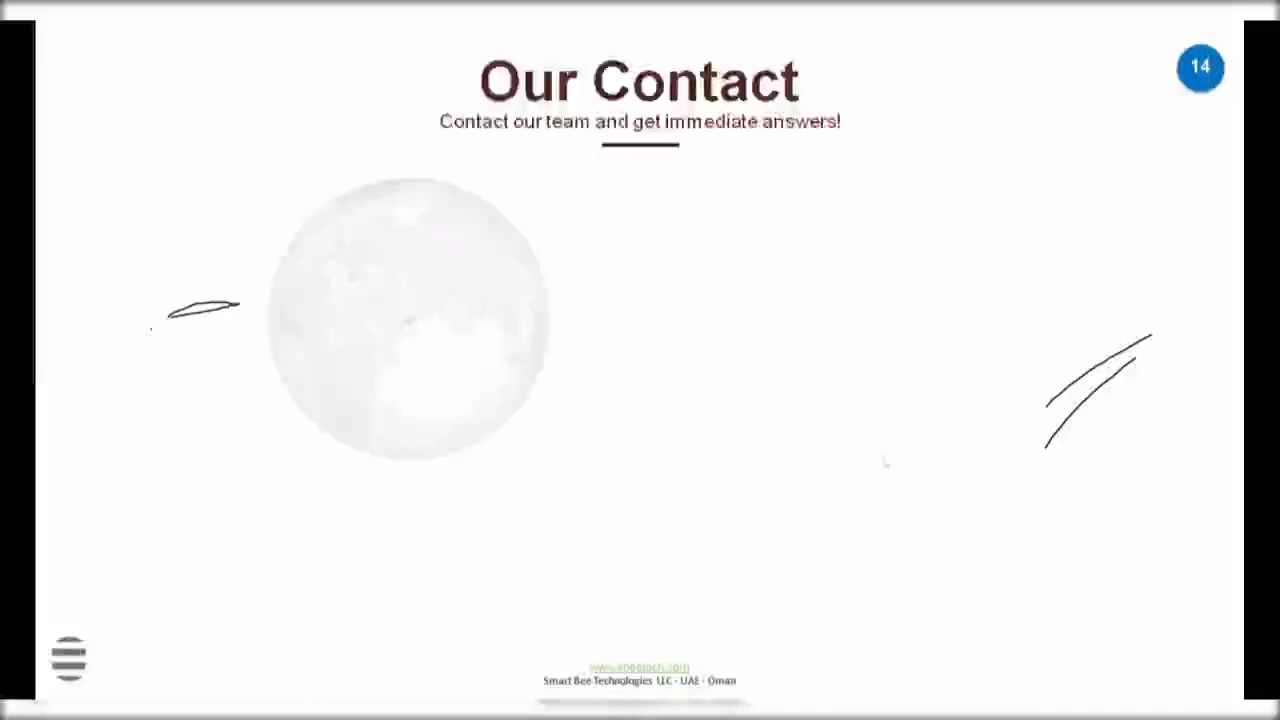 Our Contact
14
Contact our team and get immediate answers!
Smart Bee Technologies LLC - UAE - Oman